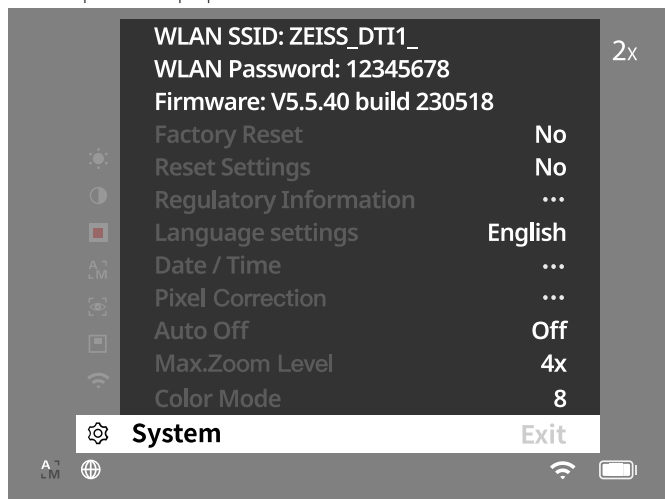 WLAN SSID: ZEISS_DTI1_
2x
WLAN Password: 12345678
Firmware: V5.5.40 build 230518
Factory Reset No
Reset Settings No
Regulatory Information ...
Language settings English
Date / Time ...
Pixel Correction ...
Auto Off Off
Max.Zoom Level 4x
Color Mode 8
System Exit
A M